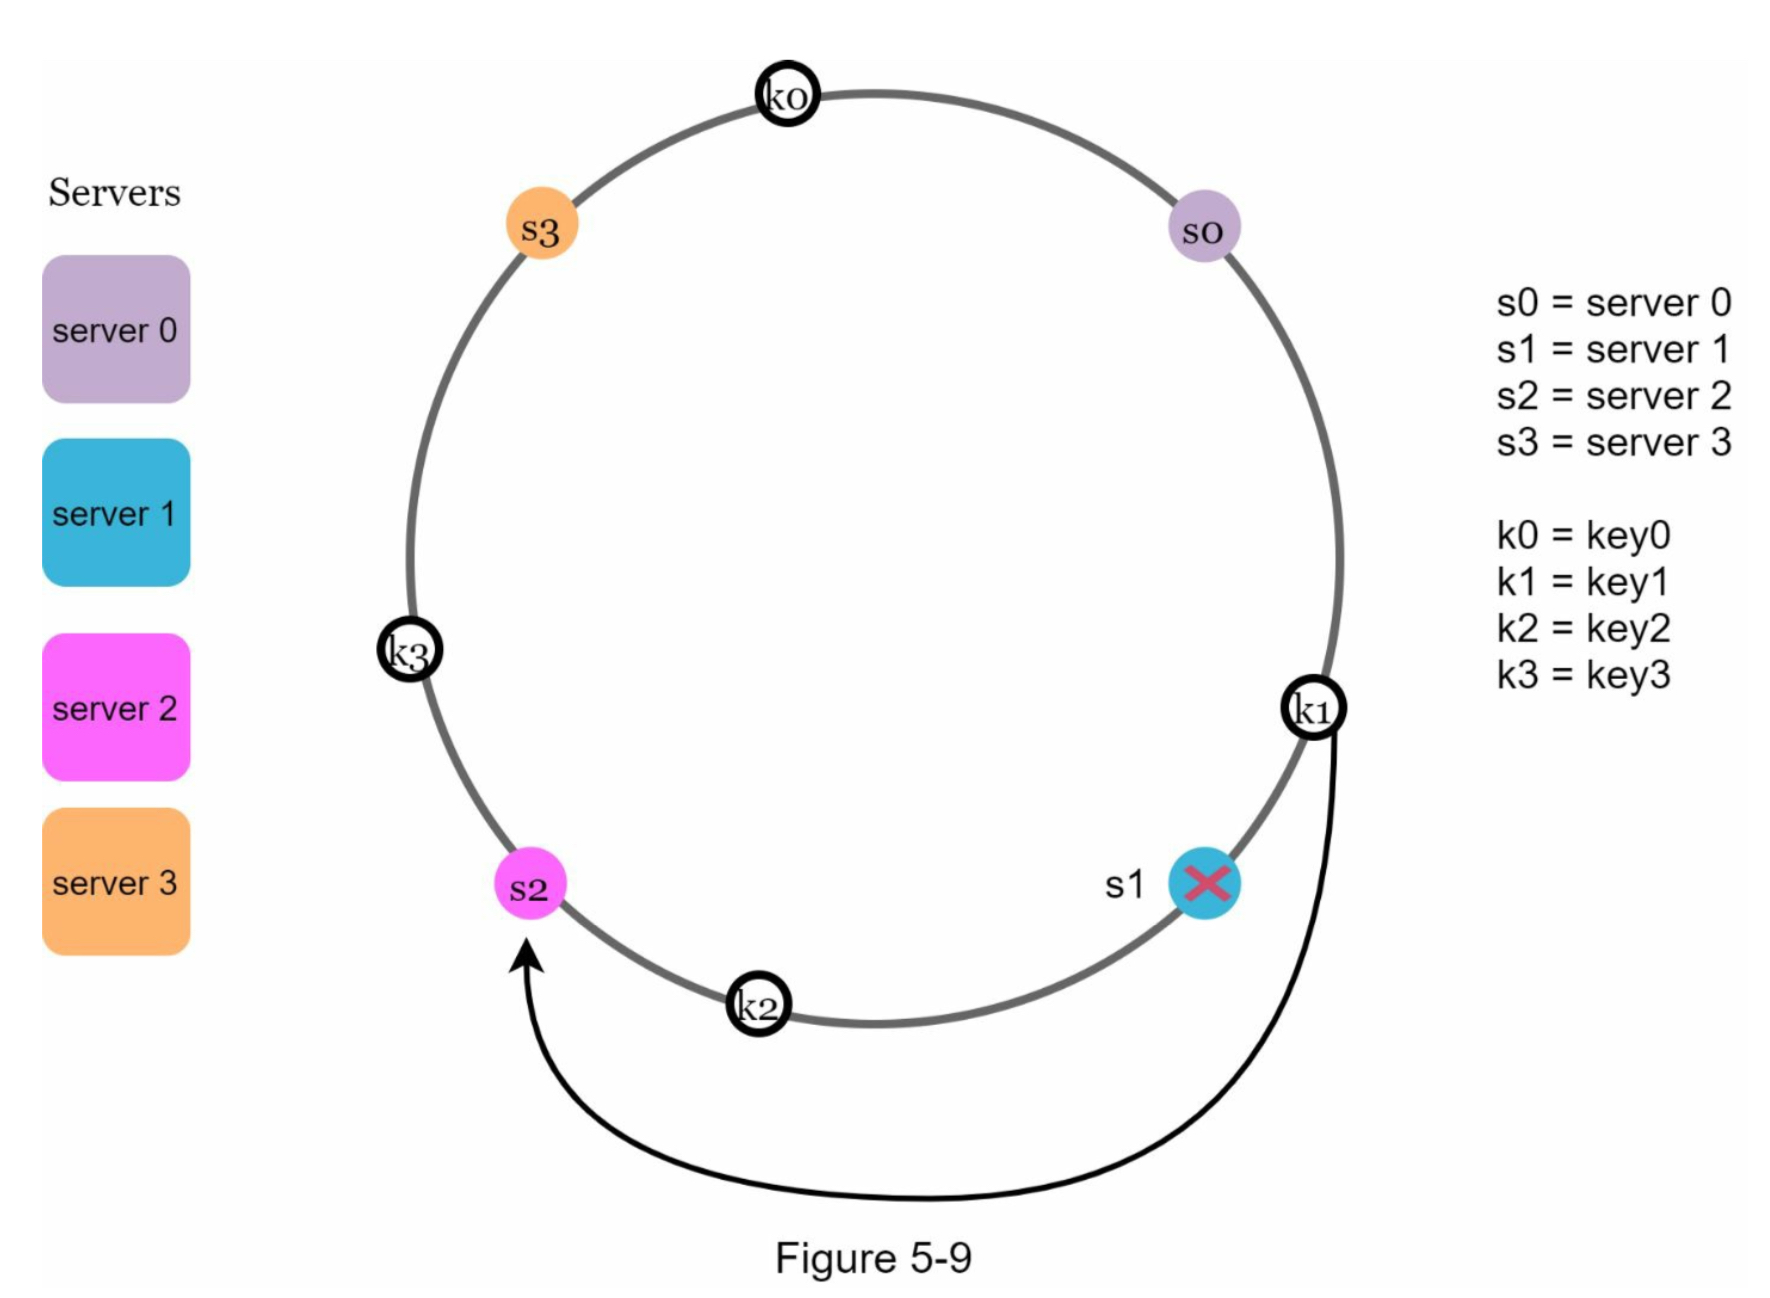 Servers
server 0
server 1
server 2
server 3
k0
s3
s0
k3
k1
s2
s1
k2
s0 = server 0
s1 = server 1
s2 = server 2
s3 = server 3
k0 = key0
k1 = key1
k2 = key2
k3 = key3
Figure 5-9